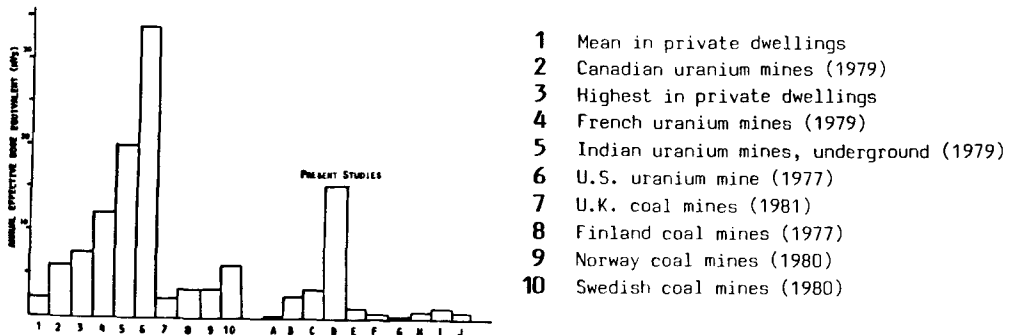 ANNUAL EFFECTIVE DOSE EQUIVALENT
PRESENT STUDIES
1 2 3 4 5 6 7 8 9 10 A B C D E F G H I J
1 Mean in private dwellings
2 Canadian uranium mines (1979)
3 Highest in private dwellings
4 French uranium mines (1979)
5 Indian uranium mines, underground (1979)
6 U.S. uranium mine (1977)
7 U.K. coal mines (1981)
8 Finland coal mines (1977)
9 Norway coal mines (1980)
10 Swedish coal mines (1980)